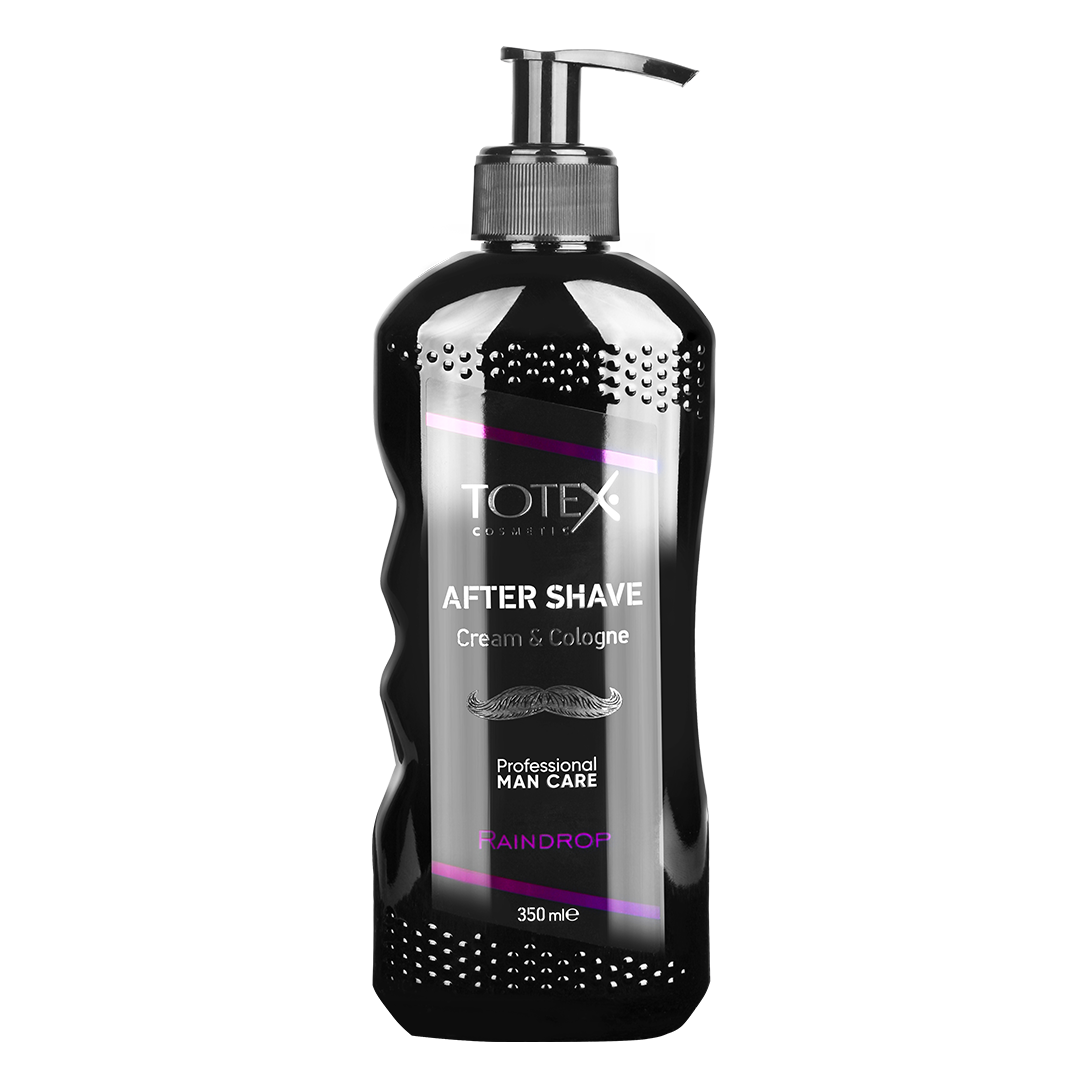 TOTEX
COSMETIC
AFTER SHAVE
Cream & Cologne
Professional
MAN CARE
RAINDROP
350 ml℮